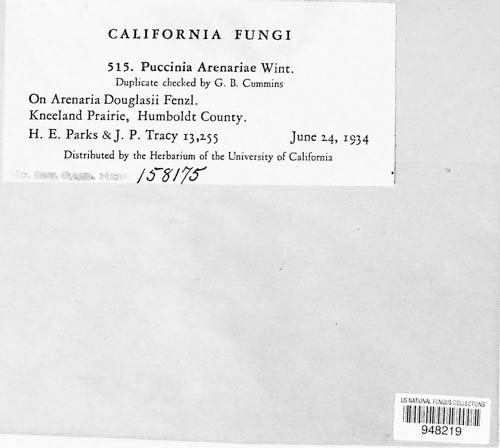 CALIFORNIA FUNGI
515. Puccinia Arenariae Wint.
Duplicate checked by G. B. Cummins
On Arenaria Douglasii Fenzl.
Kneeland Prairie, Humboldt County.
H. E. Parks & J. P. Tracy 13,255 June 24, 1934
Distributed by the Herbarium of the University of California
158175
US NATIONAL FUNGUS COLLECTIONS
948219